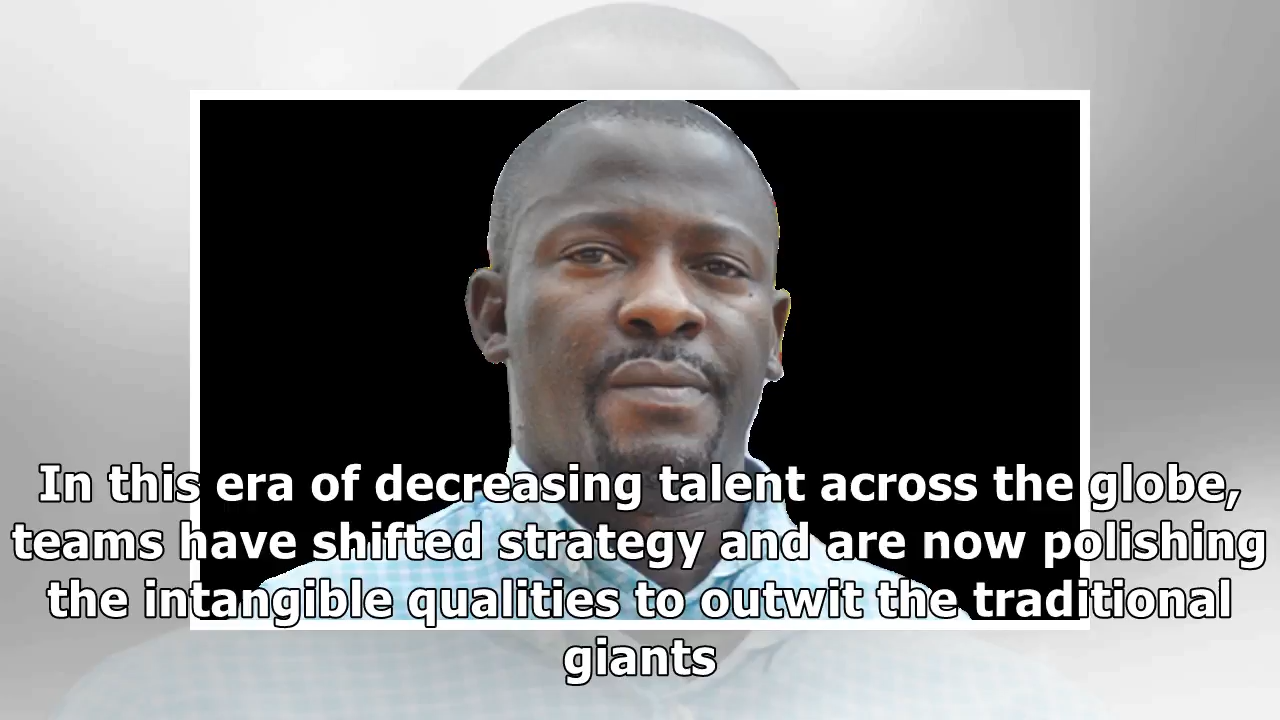 In this era of decreasing talent across the globe,
teams have shifted strategy and are now polishing
the intangible qualities to outwit the traditional
giants